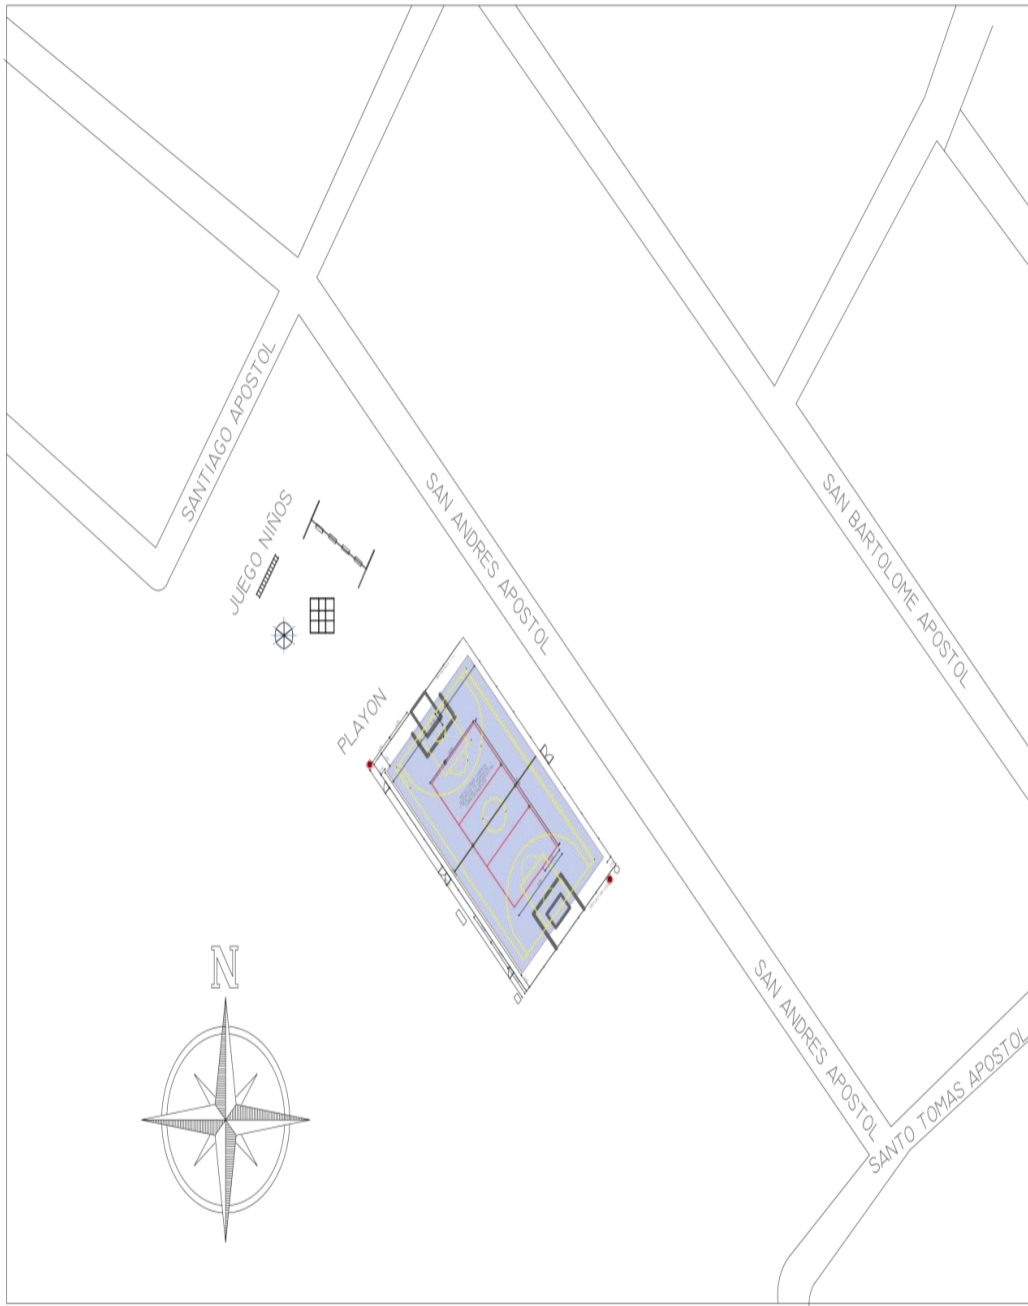 SANTIAGO APOSTOL
JUEGO NIÑOS
SAN ANDRES APOSTOL
SAN BARTOLOME APOSTOL
PLAYON
N
SAN ANDRES APOSTOL
SANTO TOMAS APOSTOL